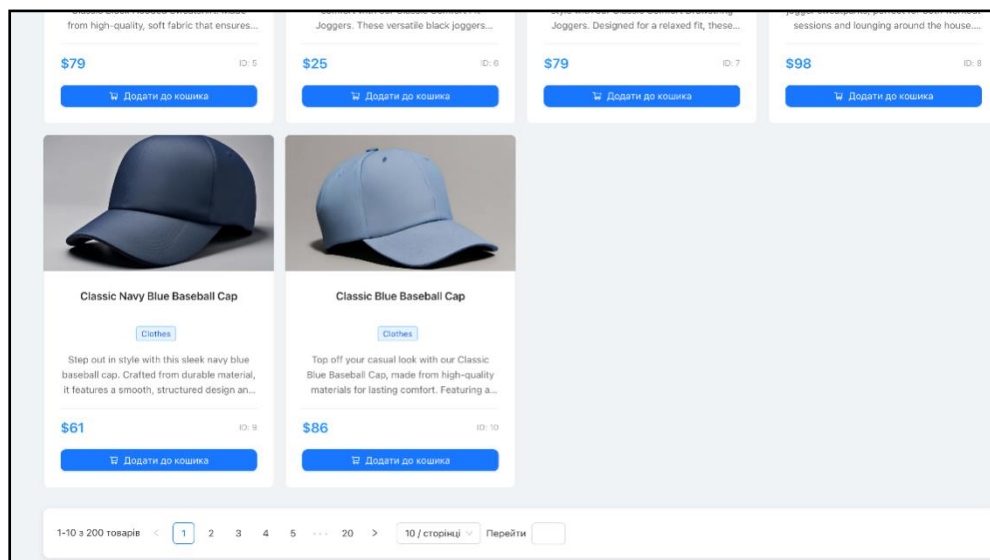 from high-quality, soft fabric that ensures...
Joggers. These versatile black joggers...
Joggers. Designed for a relaxed fit, these...
sessions and lounging around the house....
$79 ID: 5
$25 ID: 6
$79 ID: 7
$98 ID: 8
Додати до кошика
Додати до кошика
Додати до кошика
Додати до кошика
Classic Navy Blue Baseball Cap
Clothes
Step out in style with this sleek navy blue
baseball cap. Crafted from durable material,
it features a smooth, structured design an...
$61 ID: 9
Додати до кошика
Classic Blue Baseball Cap
Clothes
Top off your casual look with our Classic
Blue Baseball Cap, made from high-quality
materials for lasting comfort. Featuring a...
$86 ID: 10
Додати до кошика
1-10 з 200 товарів < 1 2 3 4 5 ··· 20 > 10 / сторінці Перейти